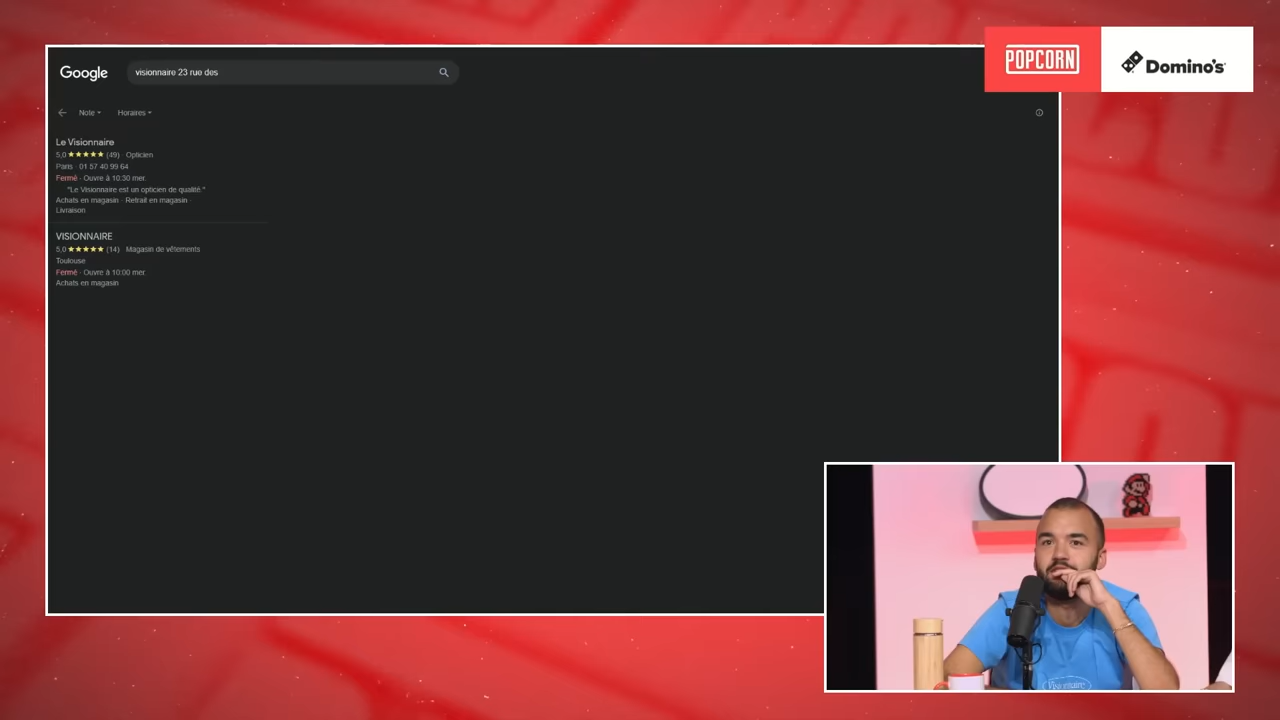 POPCORN
Domino's
Google
visionnaire 23 rue des
Note
Horaires
Le Visionnaire
5,0 ★★★★★ (49) · Opticien
Paris · 01 57 40 99 64
Fermé · Ouvre à 10:30 mer.
"Le Visionnaire est un opticien de qualité."
Achats en magasin · Retrait en magasin ·
Livraison
VISIONNAIRE
5,0 ★★★★★ (14) · Magasin de vêtements
Toulouse
Fermé · Ouvre à 10:00 mer.
Achats en magasin